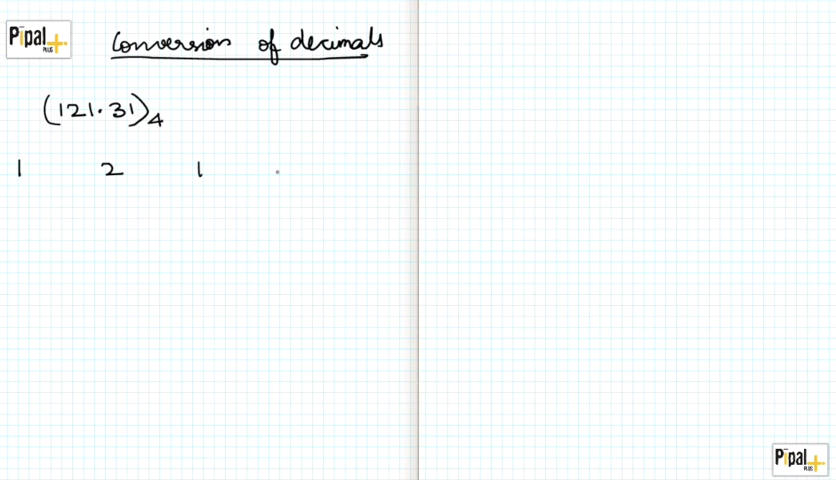 Pipal PLUS+
Conversion of decimals
(121.31)₄
1 2 1 .
Pipal PLUS+